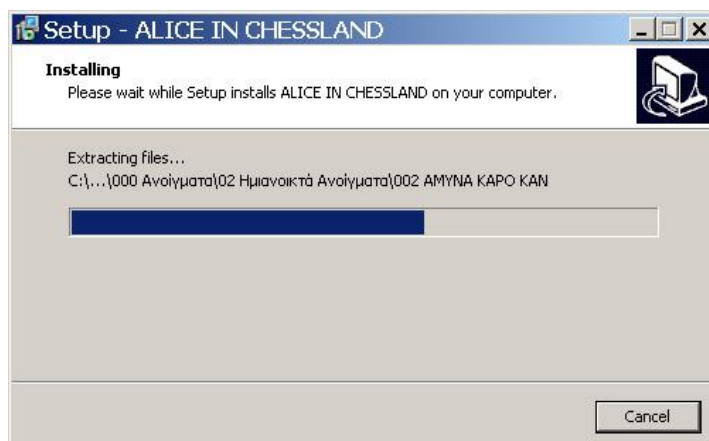 Setup - ALICE IN CHESSLAND
Installing
Please wait while Setup installs ALICE IN CHESSLAND on your computer.
Extracting files...
C:\...\000 Ανοίγματα\02 Ημιανοικτά Ανοίγματα\002 ΑΜΥΝΑ ΚΑΡΟ ΚΑΝ
Cancel